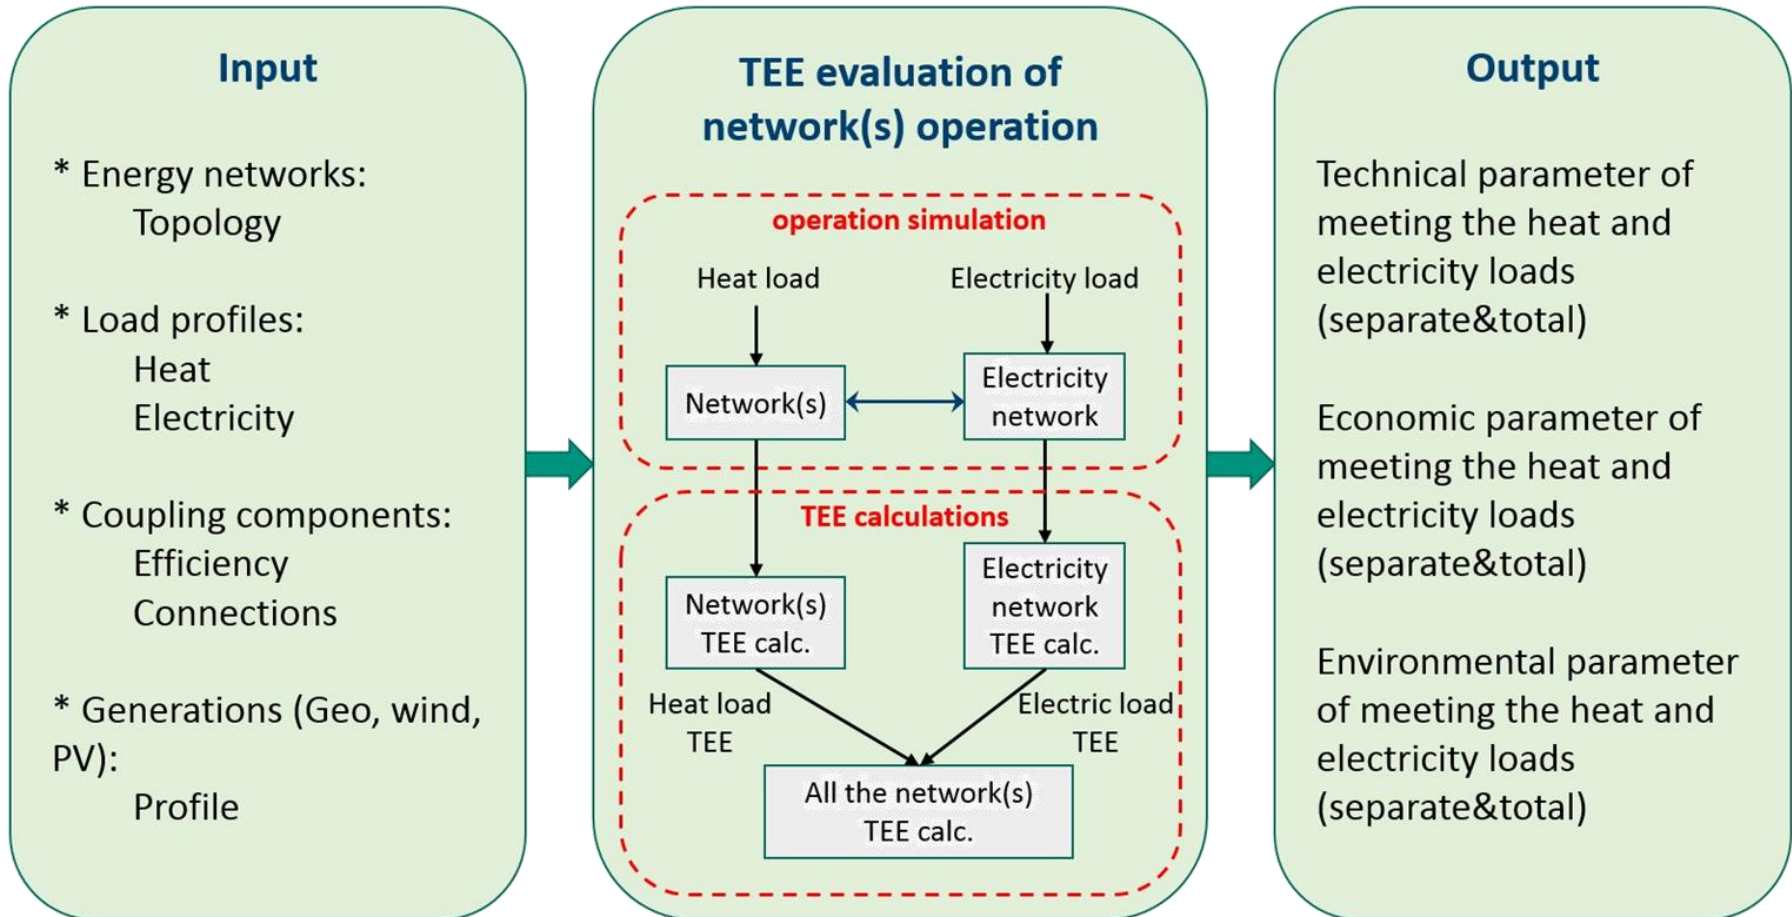 Input
* Energy networks:
Topology
* Load profiles:
Heat
Electricity
* Coupling components:
Efficiency
Connections
* Generations (Geo, wind,
PV):
Profile
TEE evaluation of
network(s) operation
operation simulation
Heat load
Electricity load
Network(s)
Electricity
network
TEE calculations
Network(s)
TEE calc.
Electricity
network
TEE calc.
Heat load
TEE
Electric load
TEE
All the network(s)
TEE calc.
Output
Technical parameter of
meeting the heat and
electricity loads
(separate&total)
Economic parameter of
meeting the heat and
electricity loads
(separate&total)
Environmental parameter
of meeting the heat and
electricity loads
(separate&total)